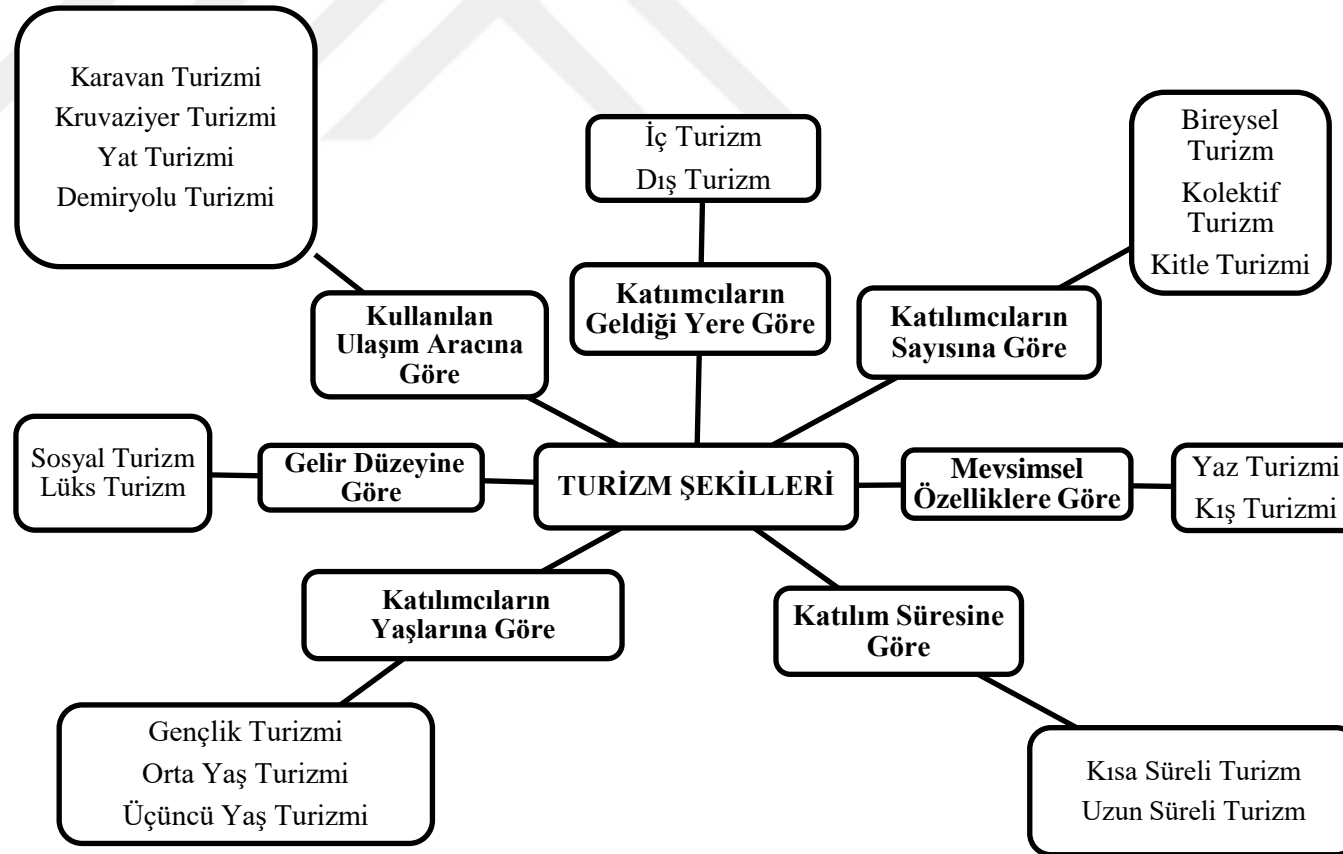 Karavan Turizmi
Kruvaziyer Turizmi
Yat Turizmi
Demiryolu Turizmi
İç Turizm
Dış Turizm
Bireysel
Turizm
Kolektif
Turizm
Kitle Turizmi
Kullanılan
Ulaşım Aracına
Göre
Katıımcıların
Geldiği Yere Göre
Katılımcıların
Sayısına Göre
Sosyal Turizm
Lüks Turizm
Gelir Düzeyine
Göre
TURİZM ŞEKİLLERİ
Mevsimsel
Özelliklere Göre
Yaz Turizmi
Kış Turizmi
Katılımcıların
Yaşlarına Göre
Katılım Süresine
Göre
Gençlik Turizmi
Orta Yaş Turizmi
Üçüncü Yaş Turizmi
Kısa Süreli Turizm
Uzun Süreli Turizm